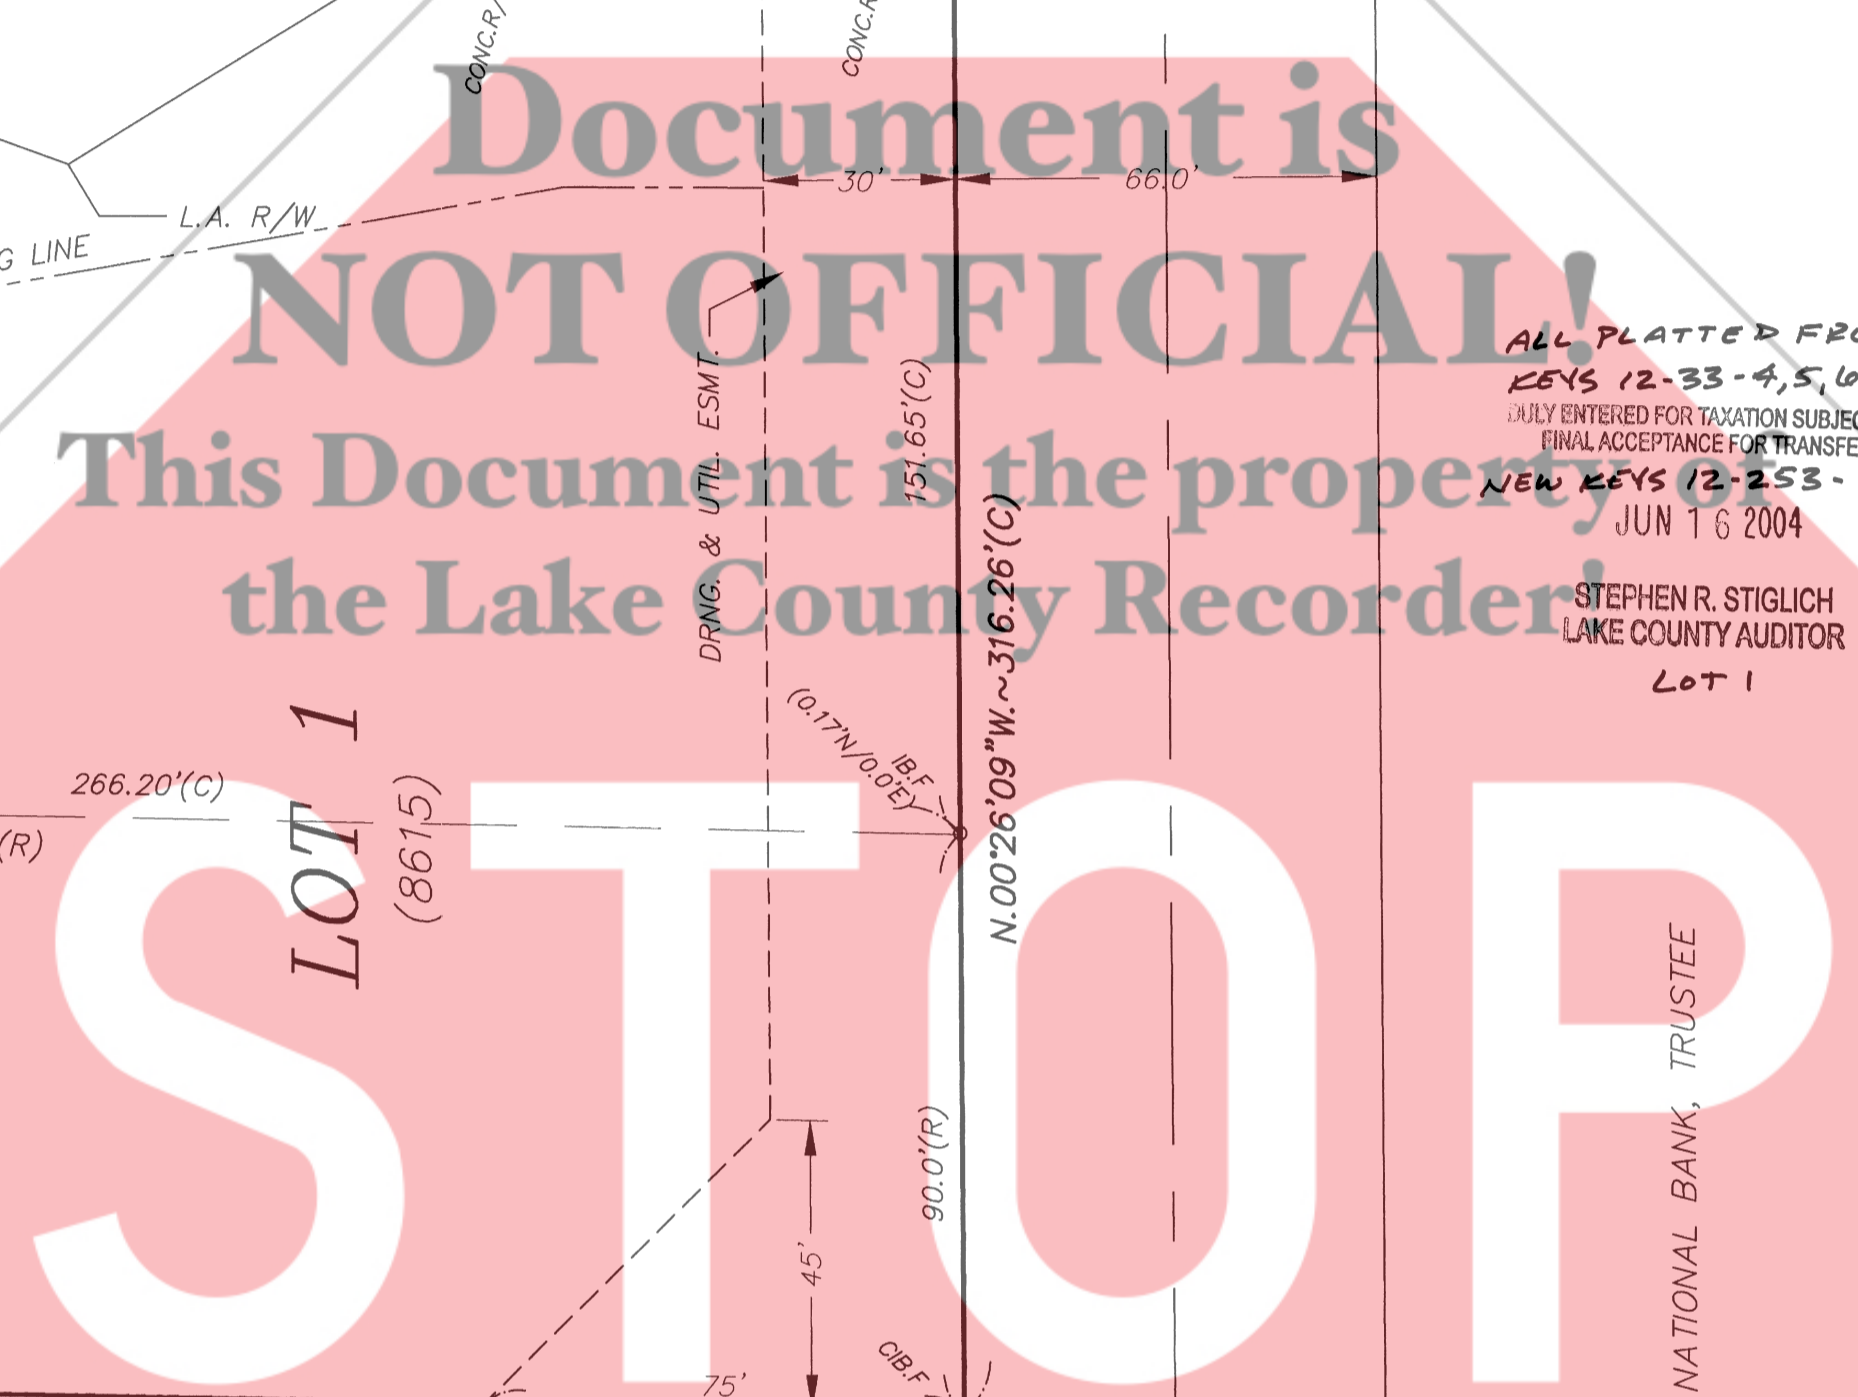 CONC.R/
CONC.R
Document is
30'
66.0'
L.A. R/W
G LINE
NOT OFFICIAL!
ALL PLATTED FRO
KEYS 12-33-4,5,6
DULY ENTERED FOR TAXATION SUBJEC
FINAL ACCEPTANCE FOR TRANSFE
NEW KEYS 12-253-
JUN 16 2004
STEPHEN R. STIGLICH
LAKE COUNTY AUDITOR
LOT 1
DRNG. & UTIL. ESMT.
151.65'(C)
This Document is the property of
the Lake County Recorder!
N.00°26'09"W.~316.26'(C)
(0.17'N/0.0'E)
IB.F
LOT 1
(8615)
266.20'(C)
(R)
STOP
90.0'(R)
45'
75'
CIB.F
NATIONAL BANK, TRUSTEE